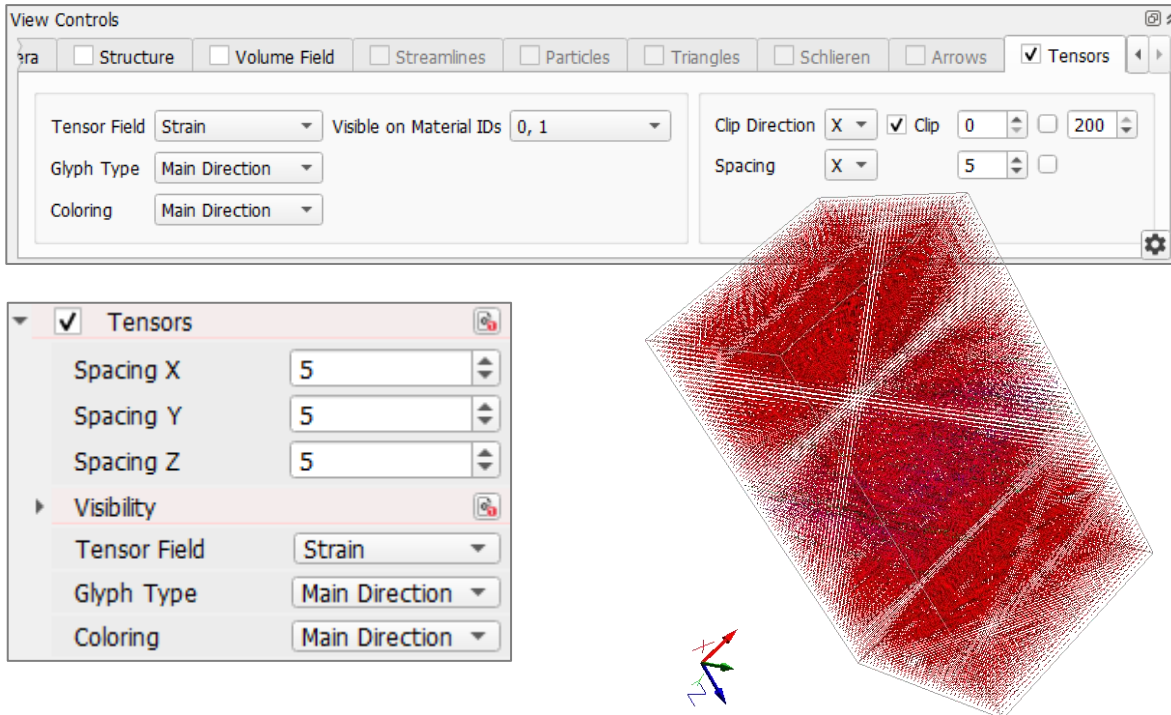 View Controls
era Structure Volume Field Streamlines Particles Triangles Schlieren Arrows Tensors
Tensor Field Strain Visible on Material IDs 0, 1 Clip Direction X Clip 0 200
Glyph Type Main Direction Spacing X 5
Coloring Main Direction
Tensors
Spacing X 5
Spacing Y 5
Spacing Z 5
Visibility
Tensor Field Strain
Glyph Type Main Direction
Coloring Main Direction
X
Y
Z